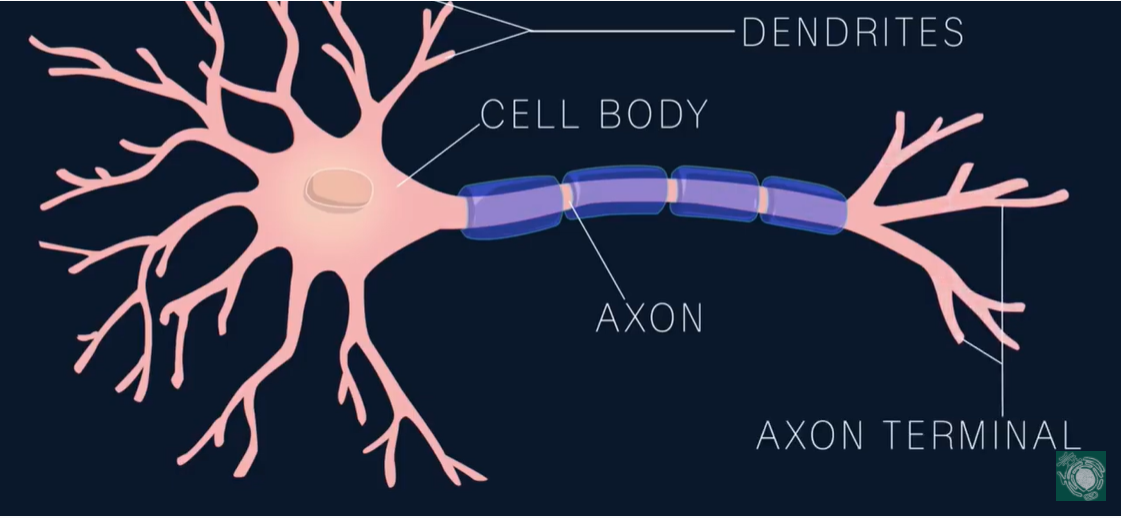 DENDRITES
CELL BODY
AXON
AXON TERMINAL